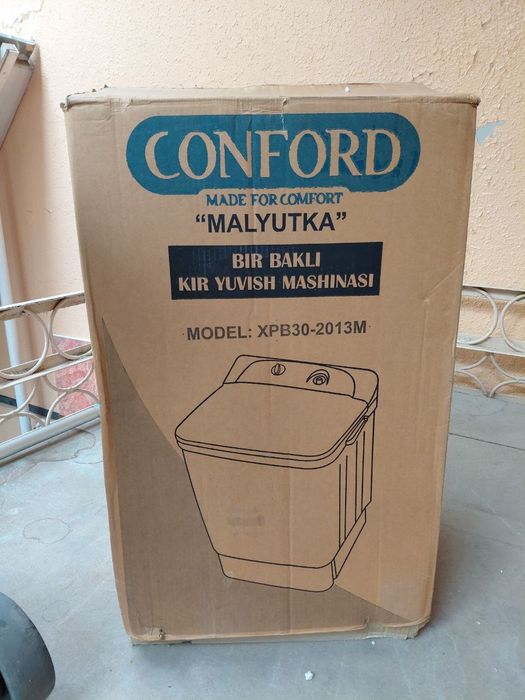 CONFORD
MADE FOR COMFORT
“MALYUTKA”
BIR BAKLI
KIR YUVISH MASHINASI
MODEL: XPB30-2013M